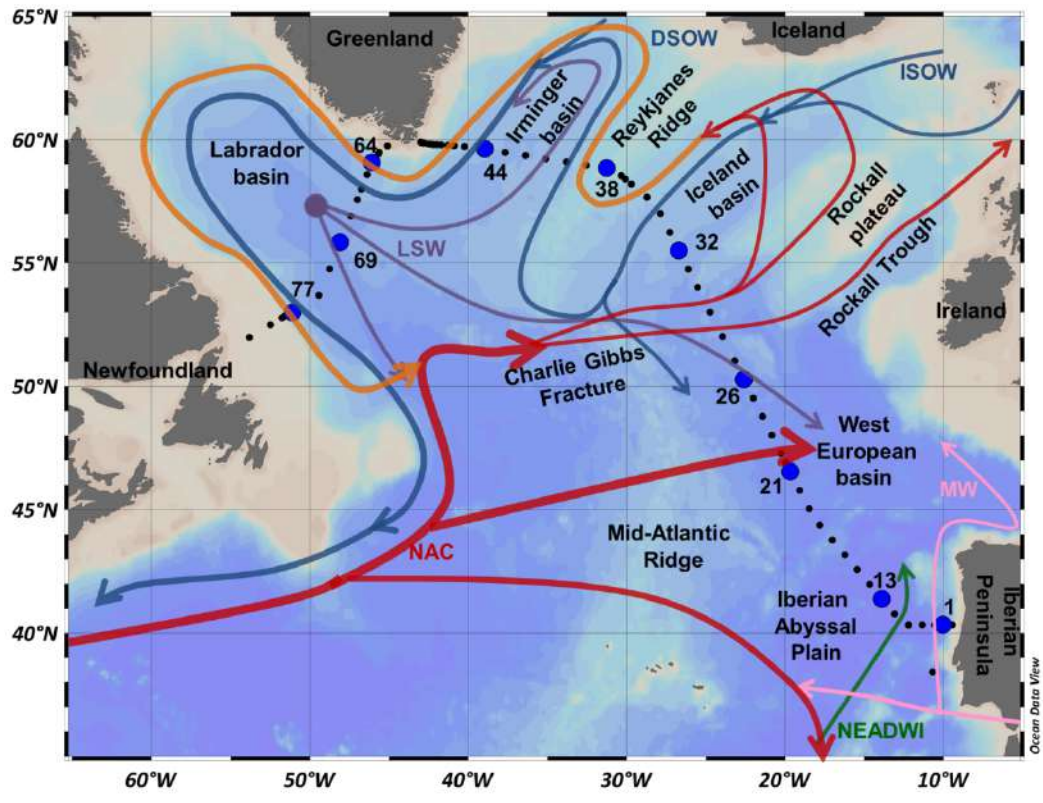 65°N
60°N
55°N
50°N
45°N
40°N
60°W
50°W
40°W
30°W
20°W
10°W
Greenland
Iceland
DSOW
ISOW
Irminger
basin
Reykjanes
Ridge
Labrador
basin
64
44
38
Iceland
basin
Rockall
plateau
32
Rockall Trough
LSW
69
77
Ireland
Newfoundland
Charlie Gibbs
Fracture
26
West
European
basin
21
MW
NAC
Mid-Atlantic
Ridge
13
1
Iberian
Abyssal
Plain
Iberian
Peninsula
NEADWI
Ocean Data View